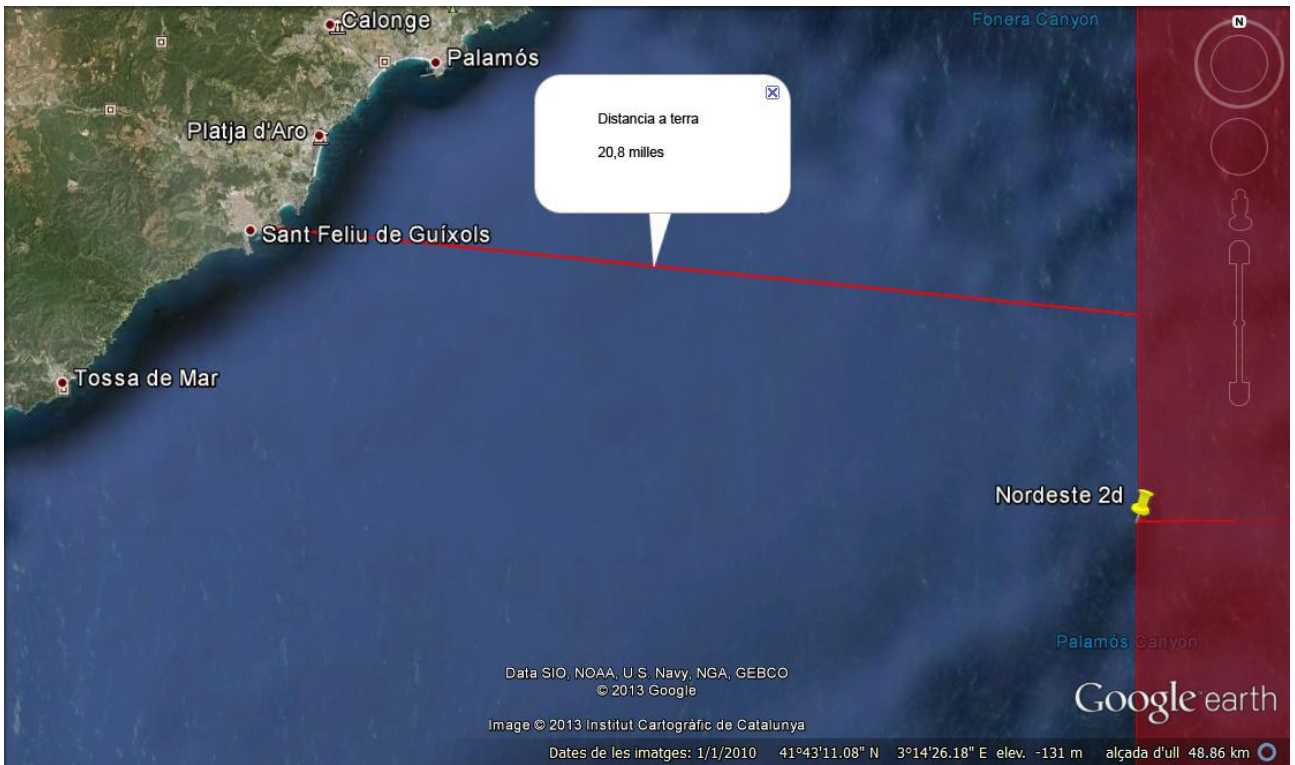 Calonge
Fonera Canyon
N
Palamós
Distancia a terra
20,8 milles
Platja d'Aro
Sant Feliu de Guíxols
Tossa de Mar
Nordeste 2d
Palamós Canyon
Data SIO, NOAA, U.S. Navy, NGA, GEBCO
© 2013 Google
Image © 2013 Institut Cartogràfic de Catalunya
Google earth
Dates de les imatges: 1/1/2010 41°43'11.08" N 3°14'26.18" E elev. -131 m alçada d'ull 48.86 km